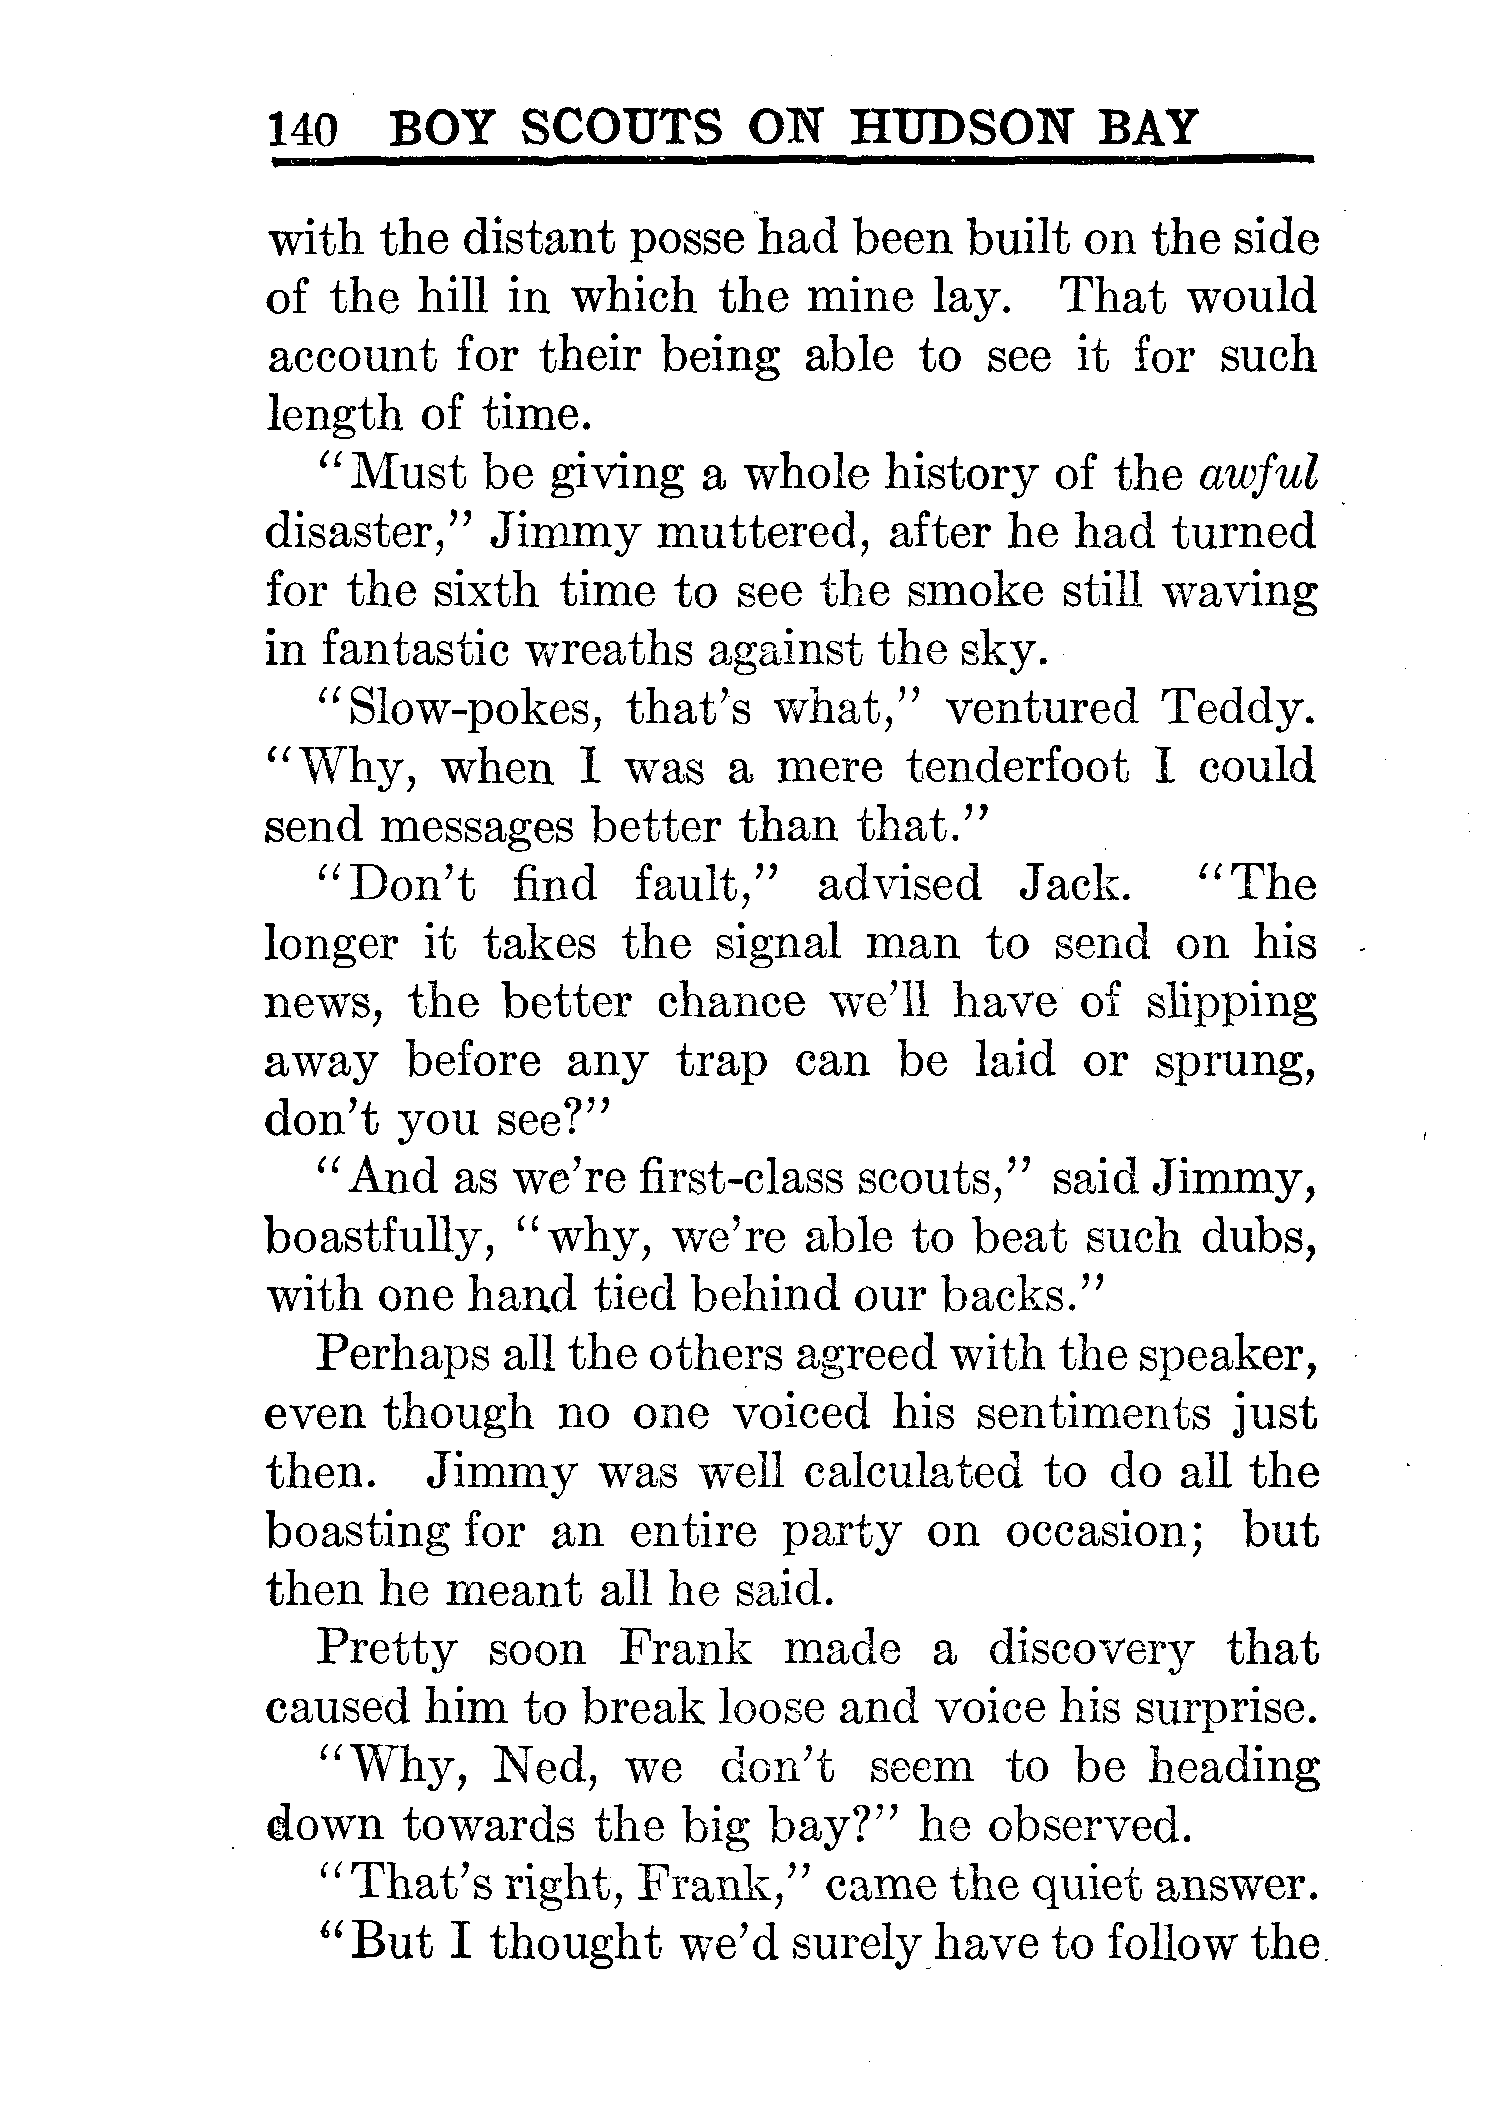 140 BOY SCOUTS ON HUDSON BAY
with the distant posse had been built on the side
of the hill in which the mine lay. That would
account for their being able to see it for such
length of time.
"Must be giving a whole history of the awful
disaster," Jimmy muttered, after he had turned
for the sixth time to see the smoke still waving
in fantastic wreaths against the sky.
"Slow-pokes, that's what," ventured Teddy.
"Why, when I was a mere tenderfoot I could
send messages better than that."
"Don't find fault," advised Jack. "The
longer it takes the signal man to send on his
news, the better chance we'll have of slipping
away before any trap can be laid or sprung,
don't you see?"
"And as we're first-class scouts," said Jimmy,
boastfully, "why, we're able to beat such dubs,
with one hand tied behind our backs."
Perhaps all the others agreed with the speaker,
even though no one voiced his sentiments just
then. Jimmy was well calculated to do all the
boasting for an entire party on occasion; but
then he meant all he said.
Pretty soon Frank made a discovery that
caused him to break loose and voice his surprise.
"Why, Ned, we don't seem to be heading
down towards the big bay?" he observed.
"That's right, Frank," came the quiet answer.
"But I thought we'd surely have to follow the